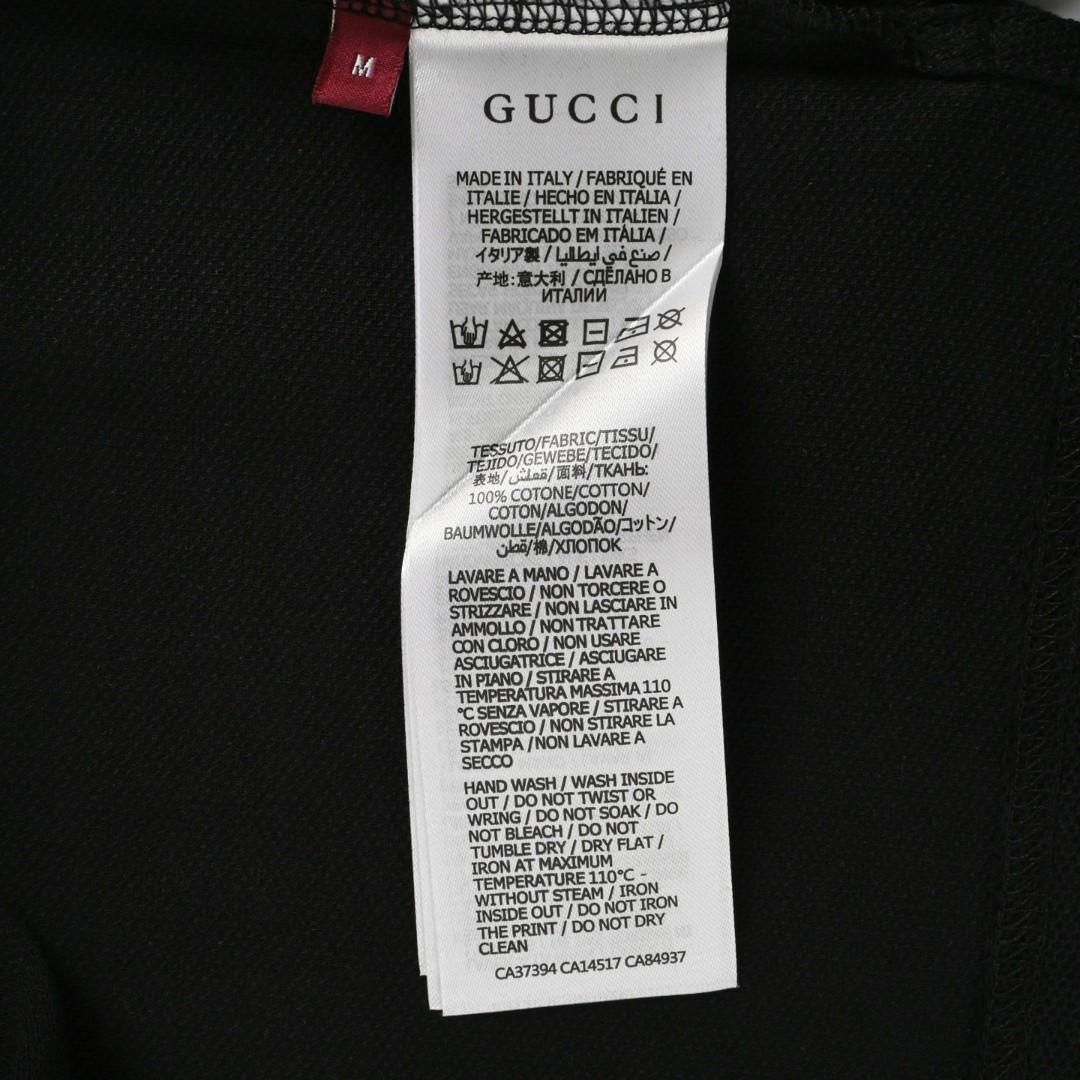 M
GUCCI
MADE IN ITALY / FABRIQUÉ EN
ITALIE / HECHO EN ITALIA /
HERGESTELLT IN ITALIEN /
FABRICADO EM ITÁLIA /
イタリア製 / صنع في ايطاليا /
产地:意大利 / СДЕЛАНО В
ИТАЛИИ
TESSUTO/FABRIC/TISSU/
TEJIDO/GEWEBE/TECIDO/
表地/قماش/面料/ТКАНЬ:
100% COTONE/COTTON/
COTON/ALGODON/
BAUMWOLLE/ALGODÃO/コットン/
قطن/棉/ХЛОПОК
LAVARE A MANO / LAVARE A
ROVESCIO / NON TORCERE O
STRIZZARE / NON LASCIARE IN
AMMOLLO / NON TRATTARE
CON CLORO / NON USARE
ASCIUGATRICE / ASCIUGARE
IN PIANO / STIRARE A
TEMPERATURA MASSIMA 110
°C SENZA VAPORE / STIRARE A
ROVESCIO / NON STIRARE LA
STAMPA /NON LAVARE A
SECCO
HAND WASH / WASH INSIDE
OUT / DO NOT TWIST OR
WRING / DO NOT SOAK / DO
NOT BLEACH / DO NOT
TUMBLE DRY / DRY FLAT /
IRON AT MAXIMUM
TEMPERATURE 110°C -
WITHOUT STEAM / IRON
INSIDE OUT / DO NOT IRON
THE PRINT / DO NOT DRY
CLEAN
CA37394 CA14517 CA84937